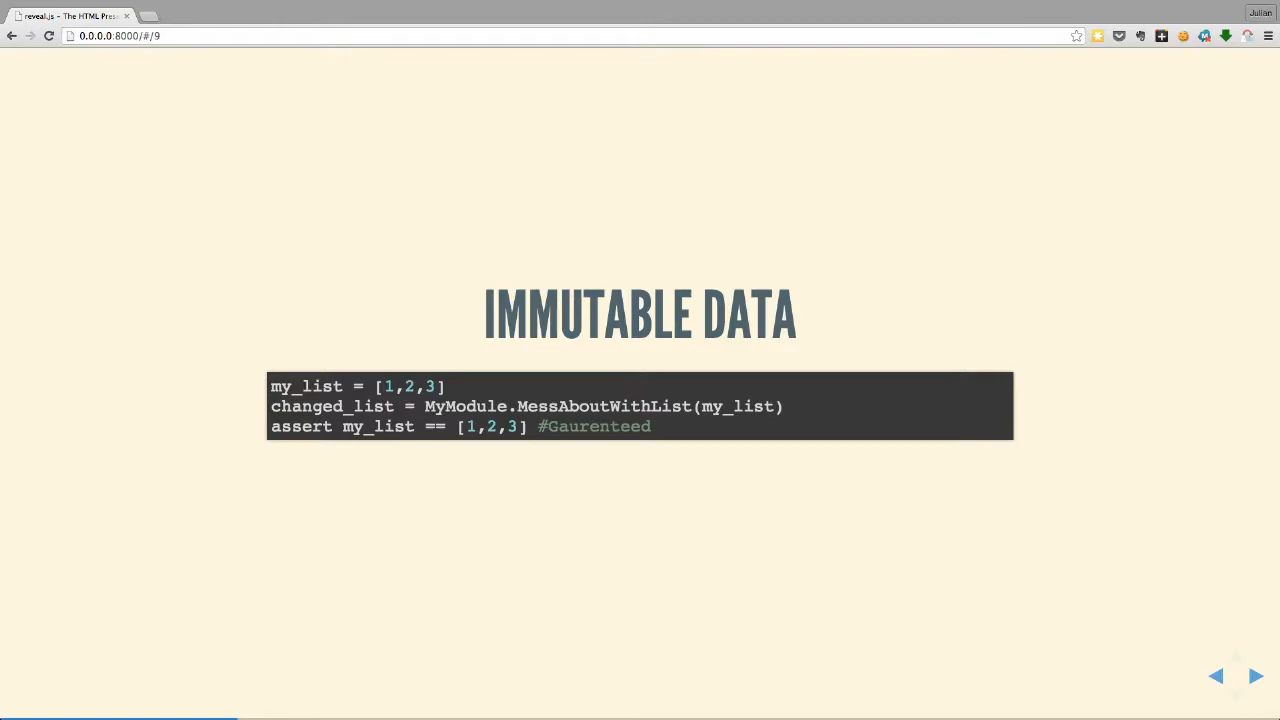 reveal.js – The HTML Pres
Julian
0.0.0.0:8000/#/9
IMMUTABLE DATA
my_list = [1,2,3]
changed_list = MyModule.MessAboutWithList(my_list)
assert my_list == [1,2,3] #Gaurenteed